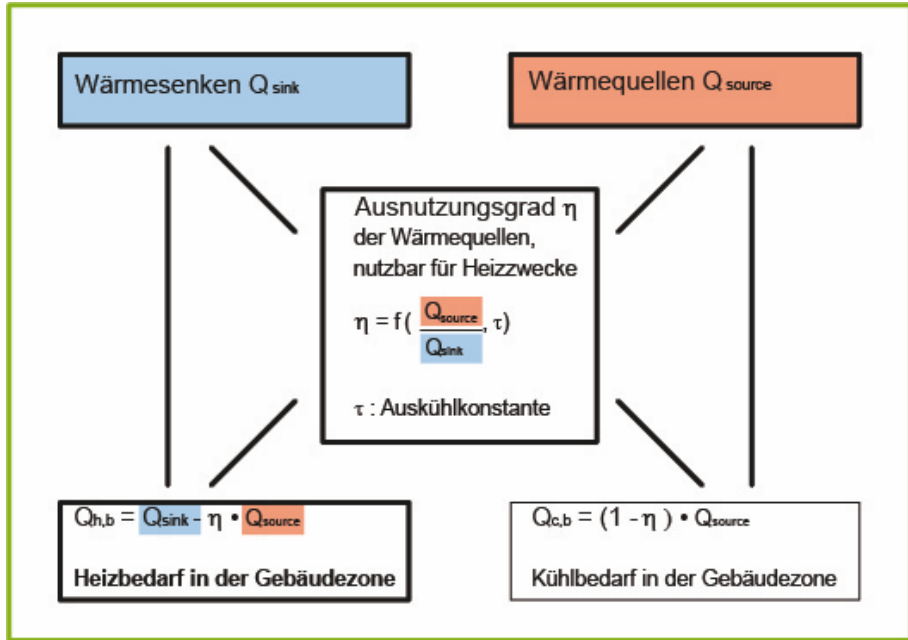 Wärmesenken Q sink
Wärmequellen Q source
Ausnutzungsgrad η
der Wärmequellen,
nutzbar für Heizzwecke
η = f( Qsource / Qsink , τ)
τ : Auskühlkonstante
Qh,b = Qsink - η • Qsource
Heizbedarf in der Gebäudezone
Qc,b = (1 - η ) • Qsource
Kühlbedarf in der Gebäudezone